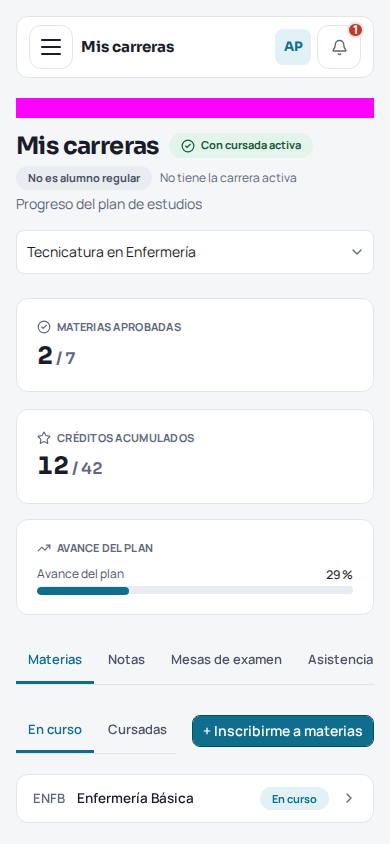 Mis carreras
AP
1
Mis carreras
Con cursada activa
No es alumno regular
No tiene la carrera activa
Progreso del plan de estudios
Tecnicatura en Enfermería
MATERIAS APROBADAS
2 / 7
CRÉDITOS ACUMULADOS
12 / 42
AVANCE DEL PLAN
Avance del plan 29 %
Materias Notas Mesas de examen Asistencia
En curso Cursadas + Inscribirme a materias
ENFB Enfermería Básica En curso